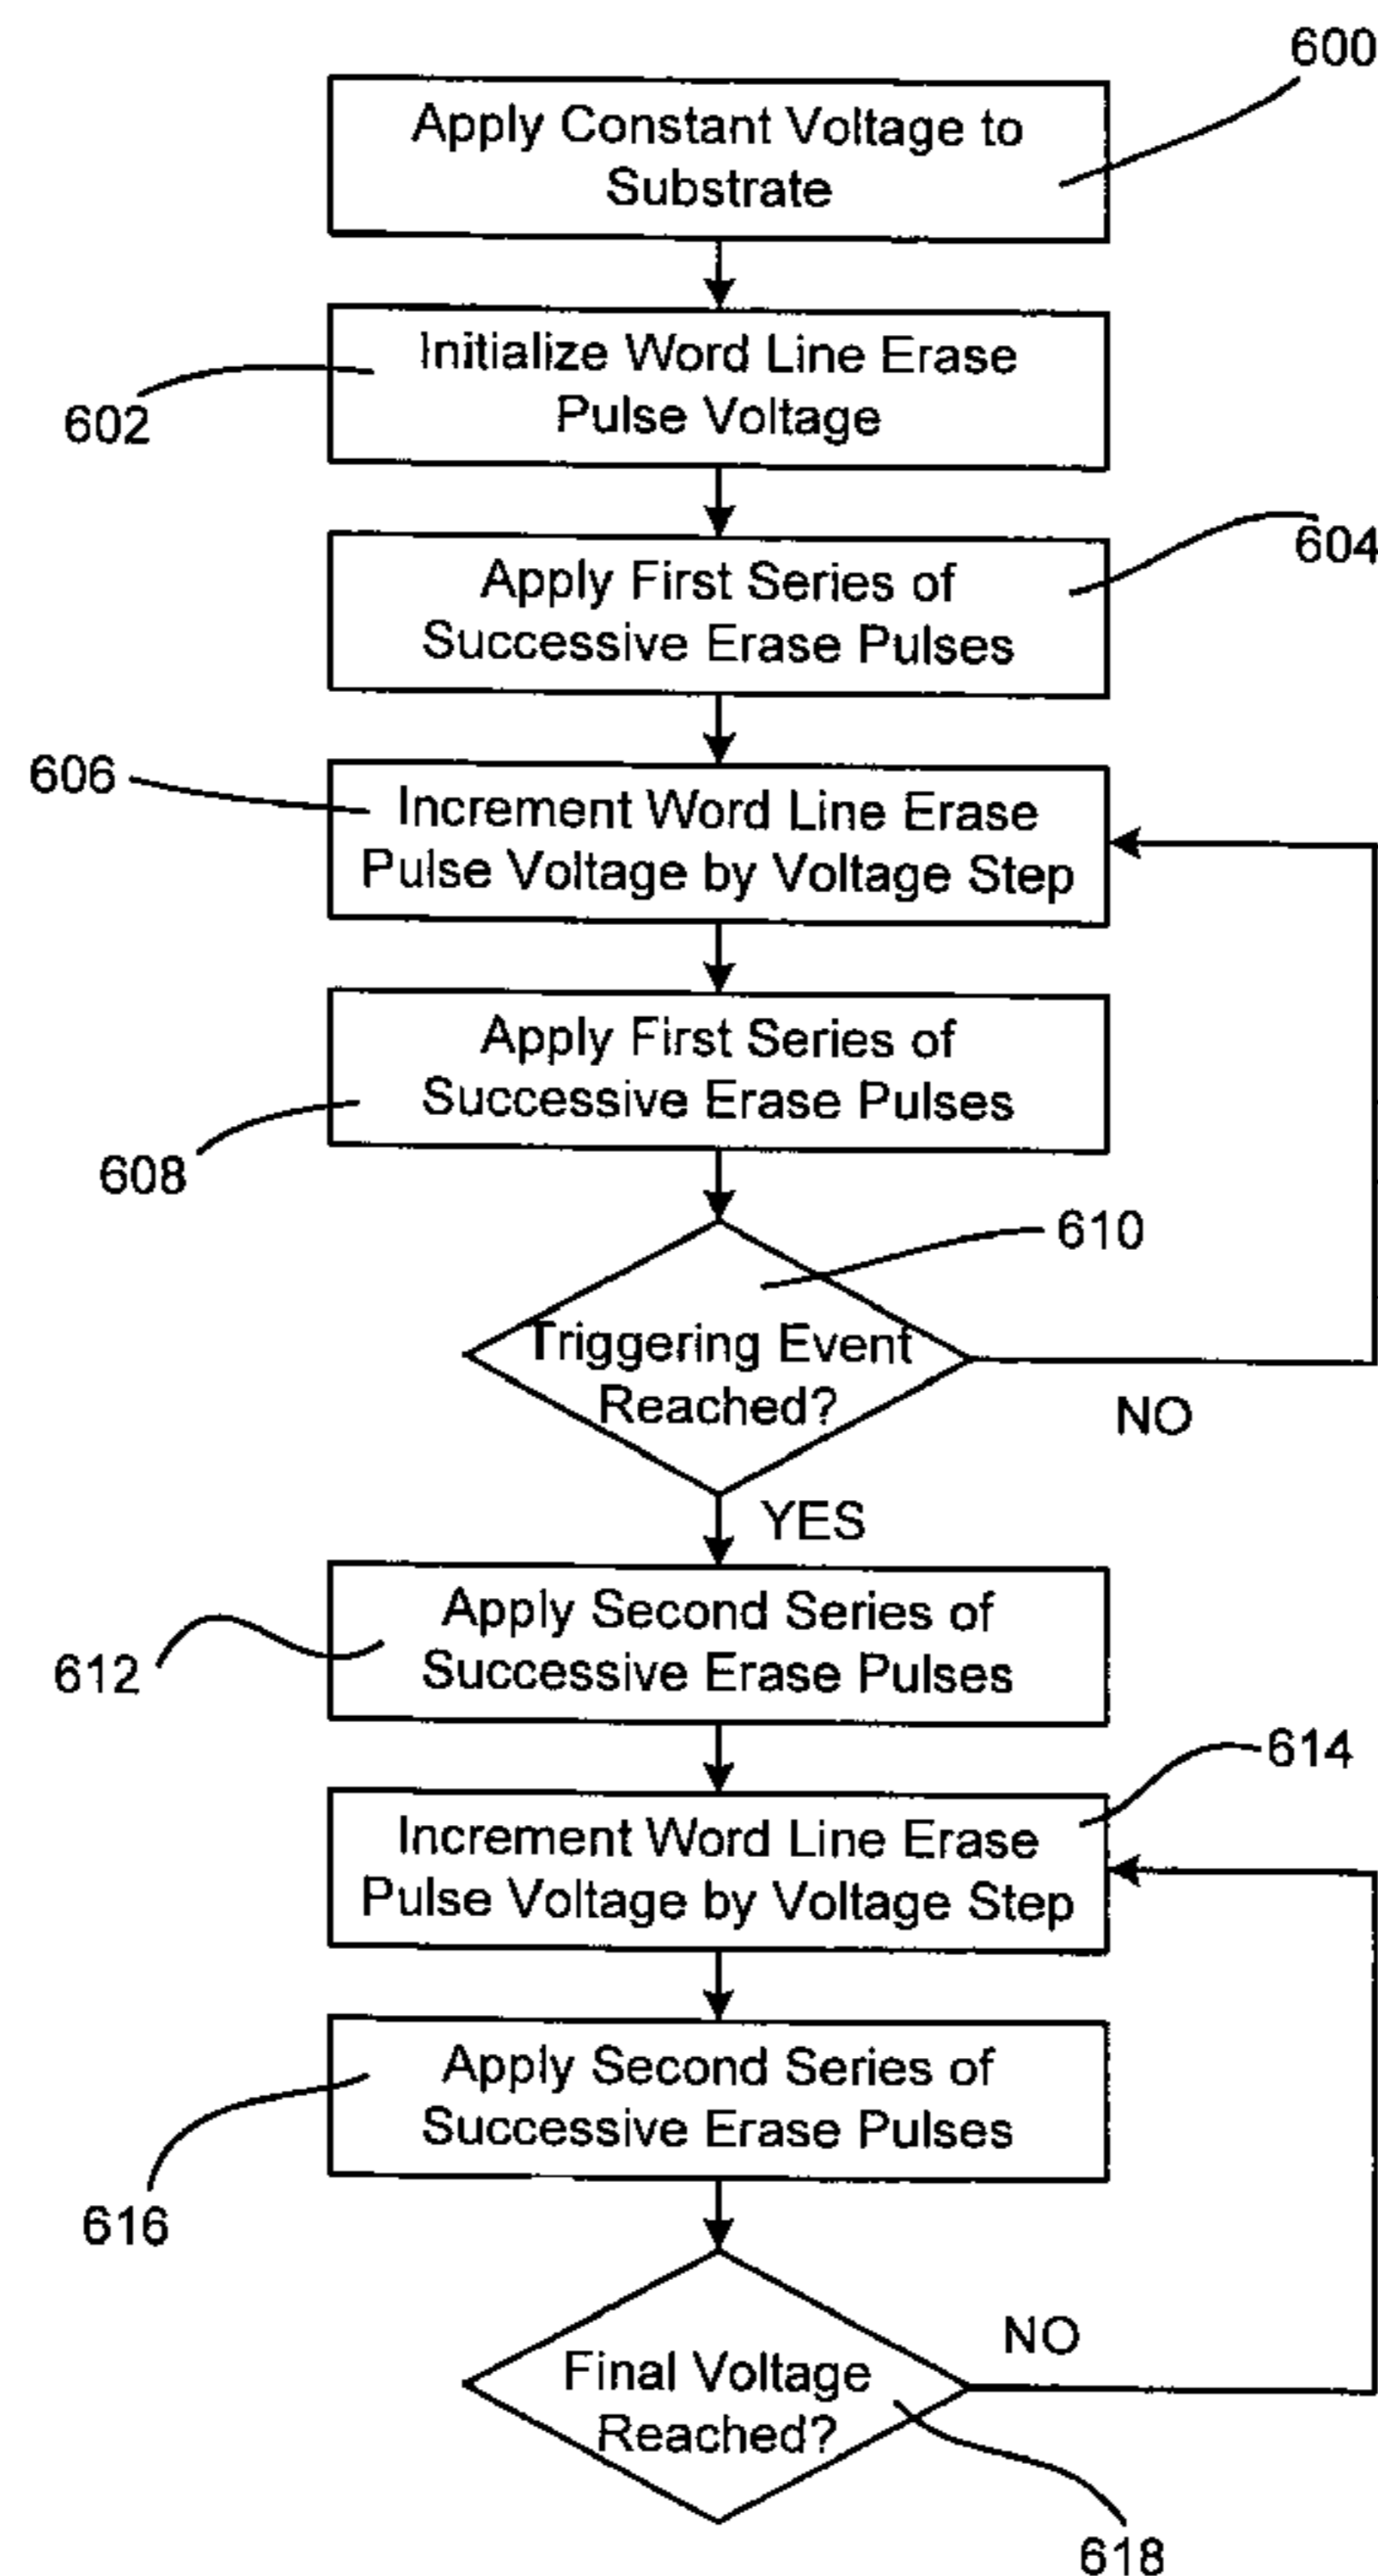 600
Apply Constant Voltage to
Substrate
602
Initialize Word Line Erase
Pulse Voltage
604
Apply First Series of
Successive Erase Pulses
606
Increment Word Line Erase
Pulse Voltage by Voltage Step
608
Apply First Series of
Successive Erase Pulses
610
Triggering Event
Reached?
NO
YES
612
Apply Second Series of
Successive Erase Pulses
614
Increment Word Line Erase
Pulse Voltage by Voltage Step
616
Apply Second Series of
Successive Erase Pulses
NO
Final Voltage
Reached?
618